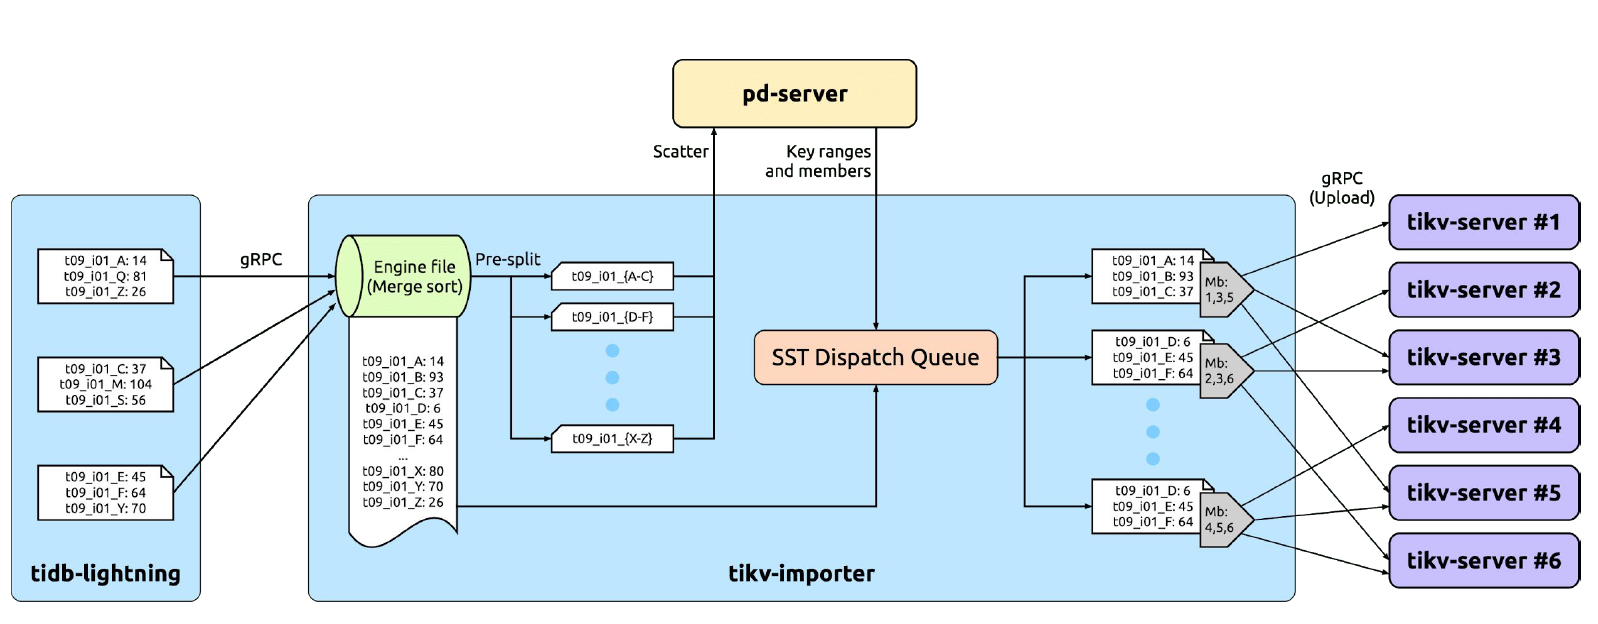 pd-server
Scatter
Key ranges
and members
gRPC
(Upload)
t09_i01_A: 14
t09_i01_Q: 81
t09_i01_Z: 26
t09_i01_C: 37
t09_i01_M: 104
t09_i01_S: 56
t09_i01_E: 45
t09_i01_F: 64
t09_i01_Y: 70
tidb-lightning
gRPC
Engine file
(Merge sort)
t09_i01_A: 14
t09_i01_B: 93
t09_i01_C: 37
t09_i01_D: 6
t09_i01_E: 45
t09_i01_F: 64
...
t09_i01_X: 80
t09_i01_Y: 70
t09_i01_Z: 26
Pre-split
t09_i01_{A-C}
t09_i01_{D-F}
t09_i01_{X-Z}
SST Dispatch Queue
t09_i01_A: 14
t09_i01_B: 93
t09_i01_C: 37
Mb:
1,3,5
t09_i01_D: 6
t09_i01_E: 45
t09_i01_F: 64
Mb:
2,3,6
t09_i01_D: 6
t09_i01_E: 45
t09_i01_F: 64
Mb:
4,5,6
tikv-importer
tikv-server #1
tikv-server #2
tikv-server #3
tikv-server #4
tikv-server #5
tikv-server #6